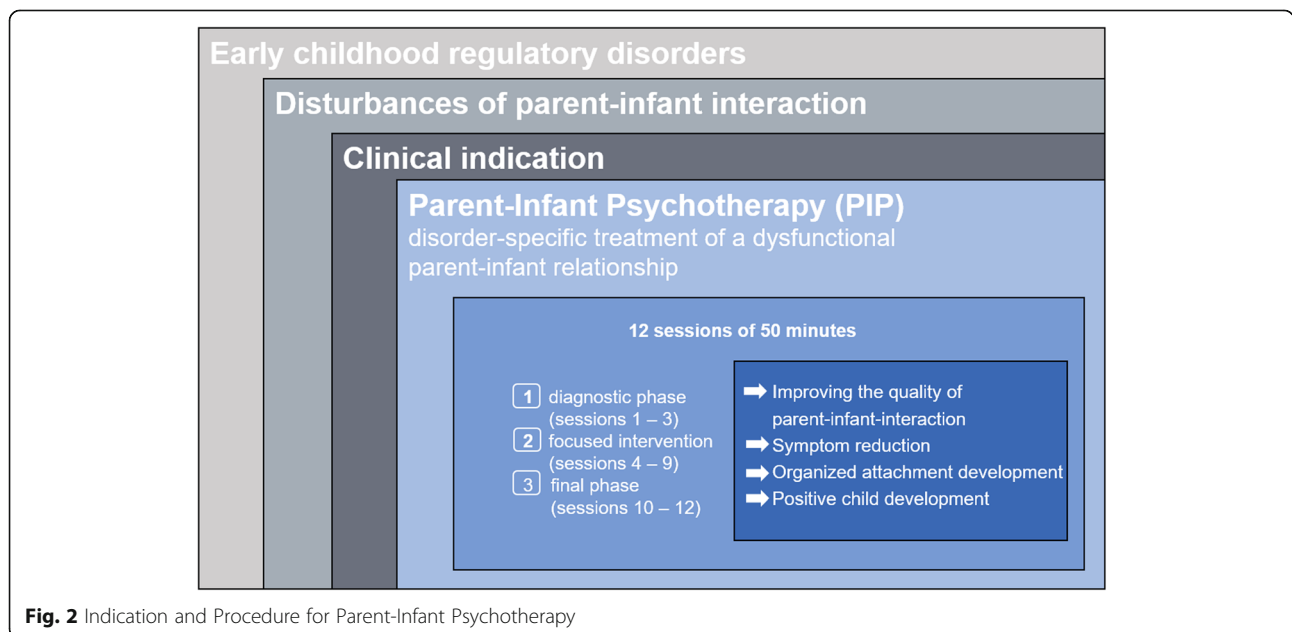 Early childhood regulatory disorders
Disturbances of parent-infant interaction
Clinical indication
Parent-Infant Psychotherapy (PIP)
disorder-specific treatment of a dysfunctional
parent-infant relationship
12 sessions of 50 minutes
1 diagnostic phase
(sessions 1 – 3)
2 focused intervention
(sessions 4 – 9)
3 final phase
(sessions 10 – 12)
Improving the quality of
parent-infant-interaction
Symptom reduction
Organized attachment development
Positive child development
Fig. 2 Indication and Procedure for Parent-Infant Psychotherapy